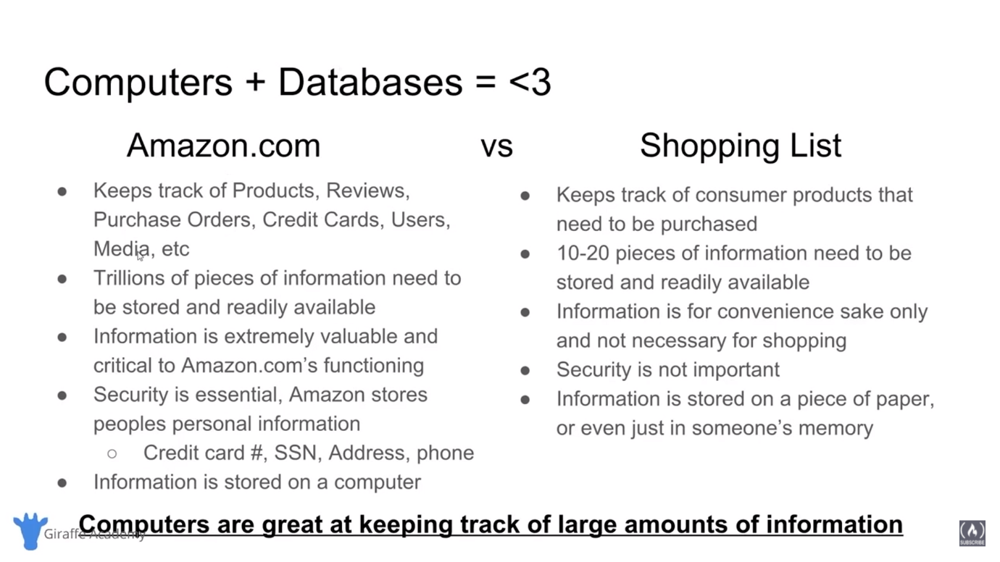 Computers + Databases = <3
Amazon.com vs Shopping List
● Keeps track of Products, Reviews,
Purchase Orders, Credit Cards, Users,
Media, etc
● Trillions of pieces of information need to
be stored and readily available
● Information is extremely valuable and
critical to Amazon.com’s functioning
● Security is essential, Amazon stores
peoples personal information
○ Credit card #, SSN, Address, phone
● Information is stored on a computer
● Keeps track of consumer products that
need to be purchased
● 10-20 pieces of information need to be
stored and readily available
● Information is for convenience sake only
and not necessary for shopping
● Security is not important
● Information is stored on a piece of paper,
or even just in someone’s memory
Computers are great at keeping track of large amounts of information
Giraffe Academy
SUBSCRIBE